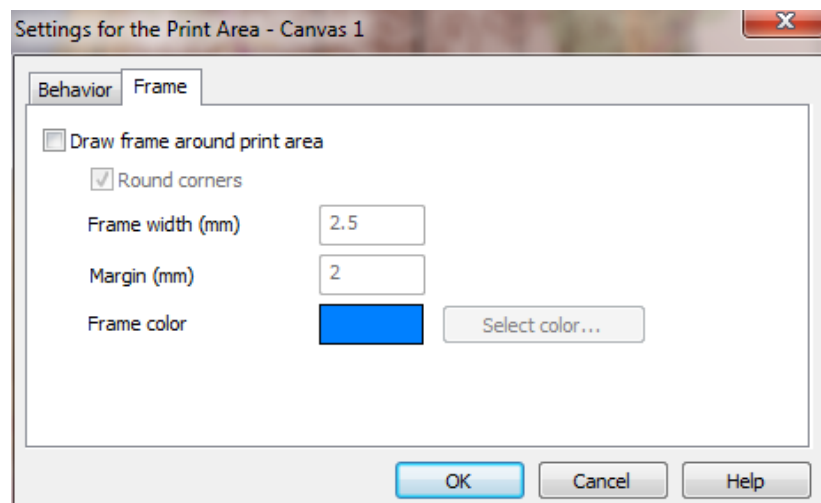 Settings for the Print Area - Canvas 1
Behavior Frame
Draw frame around print area
Round corners
Frame width (mm) 2.5
Margin (mm) 2
Frame color Select color...
OK Cancel Help